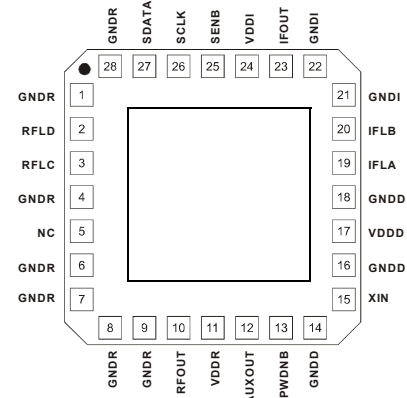 GNDR SDATA SCLK SENB VDDI IFOUT GNDI
28 27 26 25 24 23 22
GNDR 1 21 GNDI
RFLD 2 20 IFLB
RFLC 3 19 IFLA
GNDR 4 18 GNDD
NC 5 17 VDDD
GNDR 6 16 GNDD
GNDR 7 15 XIN
8 9 10 11 12 13 14
GNDR GNDR RFOUT VDDR AUXOUT PWDNB GNDD